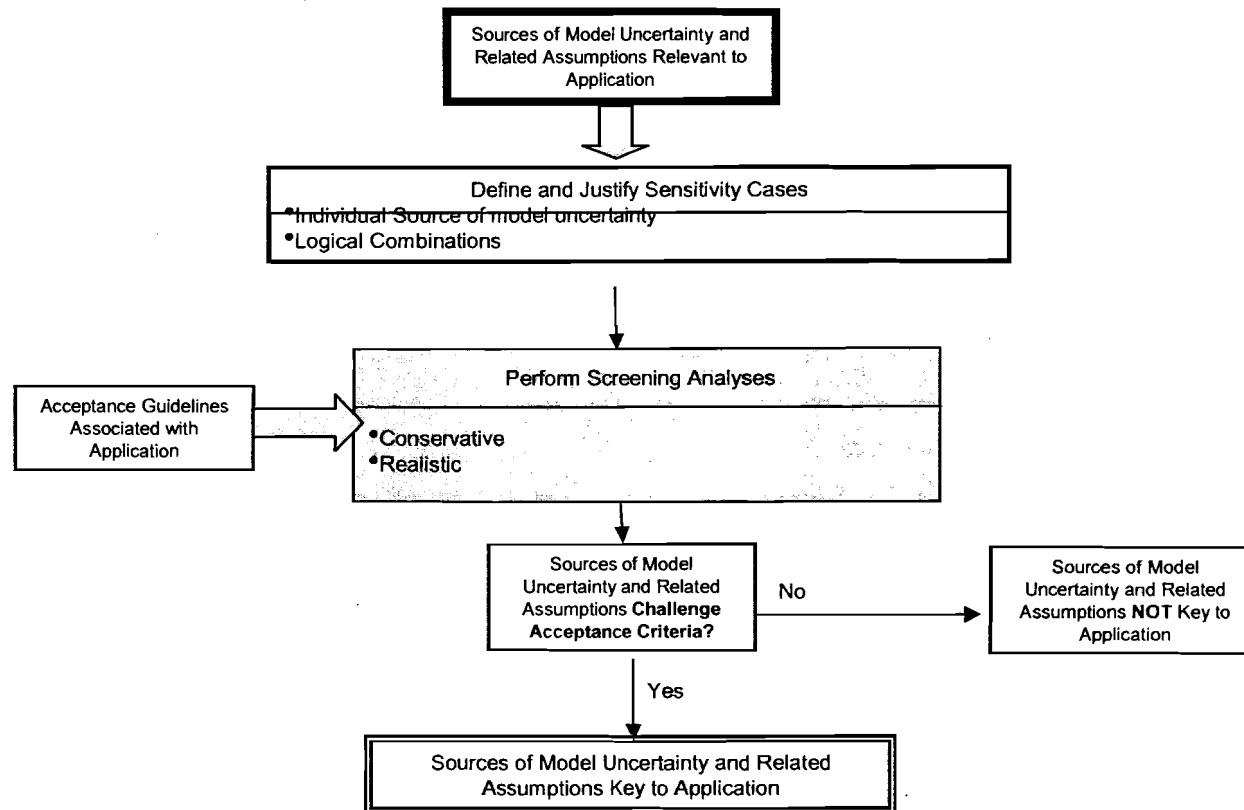 Sources of Model Uncertainty and
Related Assumptions Relevant to
Application
Define and Justify Sensitivity Cases
•Individual Source of model uncertainty
•Logical Combinations
Perform Screening Analyses
•Conservative
•Realistic
Acceptance Guidelines
Associated with
Application
Sources of Model
Uncertainty and Related
Assumptions Challenge
Acceptance Criteria?
No
Sources of Model
Uncertainty and Related
Assumptions NOT Key to
Application
Yes
Sources of Model Uncertainty and Related
Assumptions Key to Application